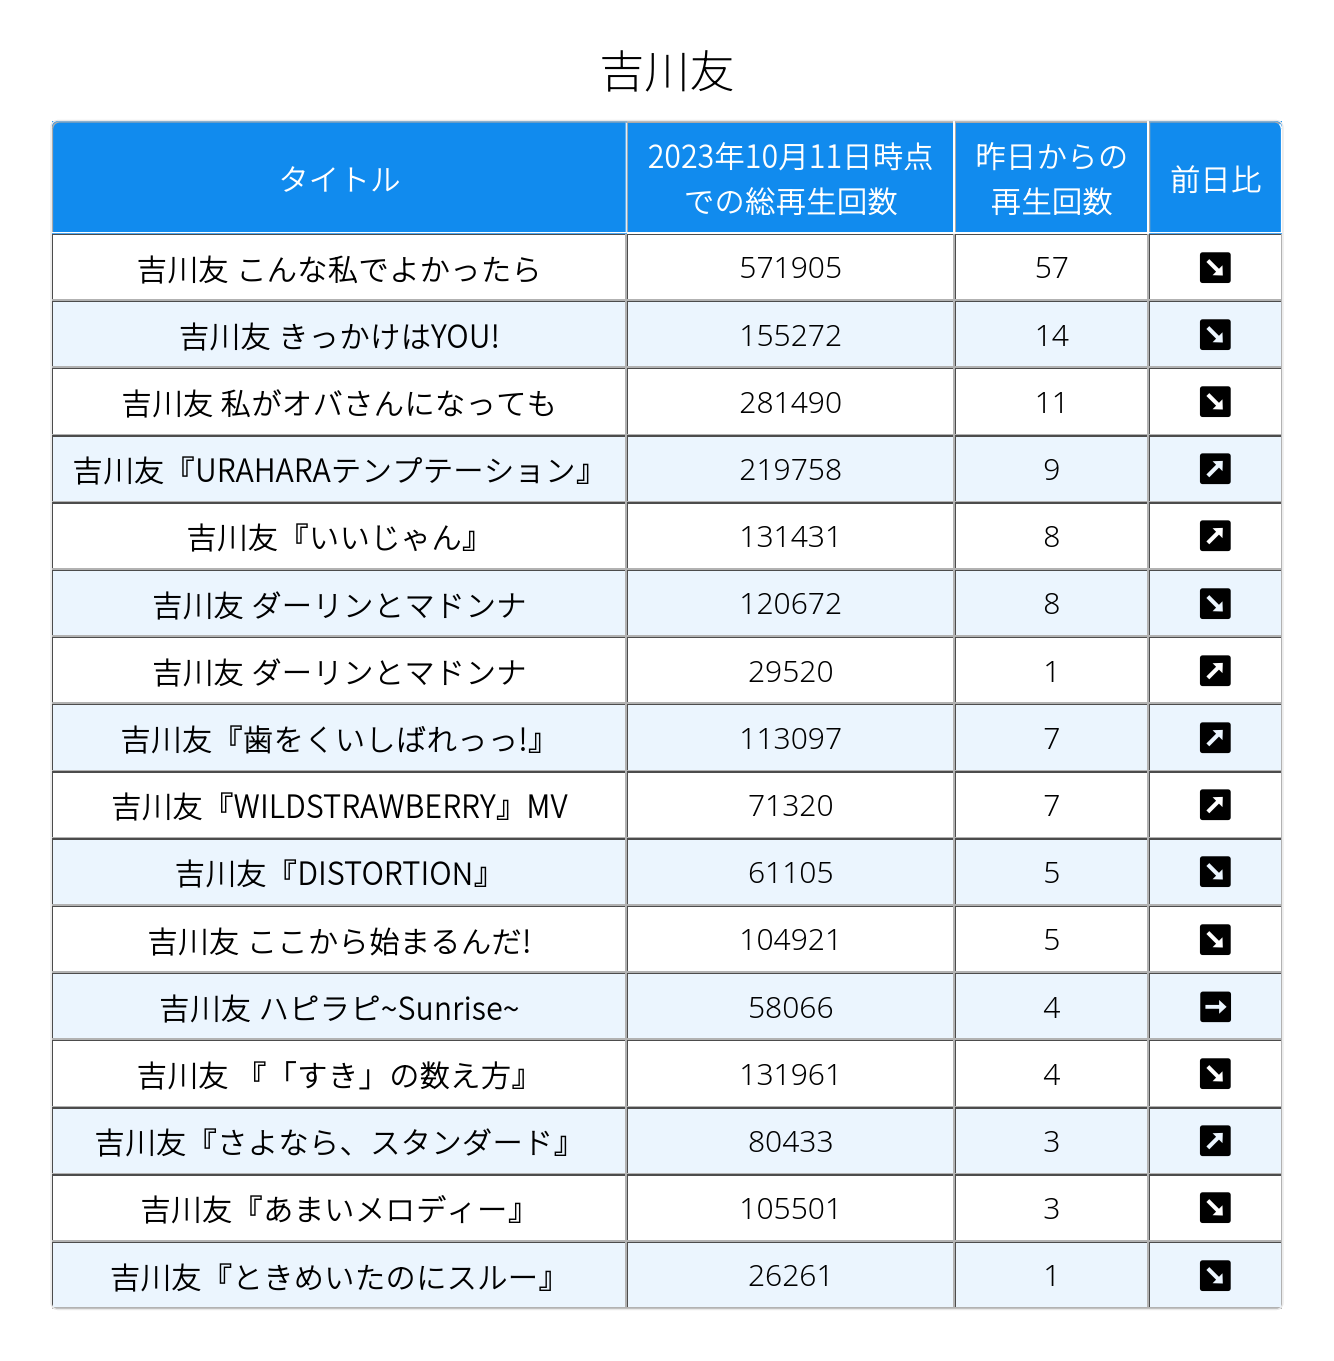 吉川友
タイトル 2023年10月11日時点での総再生回数 昨日からの再生回数 前日比
吉川友 こんな私でよかったら 571905 57 ↘
吉川友 きっかけはYOU! 155272 14 ↘
吉川友 私がオバさんになっても 281490 11 ↘
吉川友『URAHARAテンプテーション』 219758 9 ↗
吉川友『いいじゃん』 131431 8 ↗
吉川友 ダーリンとマドンナ 120672 8 ↘
吉川友 ダーリンとマドンナ 29520 1 ↗
吉川友『歯をくいしばれっっ!』 113097 7 ↗
吉川友『WILDSTRAWBERRY』MV 71320 7 ↗
吉川友『DISTORTION』 61105 5 ↘
吉川友 ここから始まるんだ! 104921 5 ↘
吉川友 ハピラピ~Sunrise~ 58066 4 →
吉川友 『「すき」の数え方』 131961 4 ↘
吉川友『さよなら、スタンダード』 80433 3 ↗
吉川友『あまいメロディー』 105501 3 ↘
吉川友『ときめいたのにスルー』 26261 1 ↘